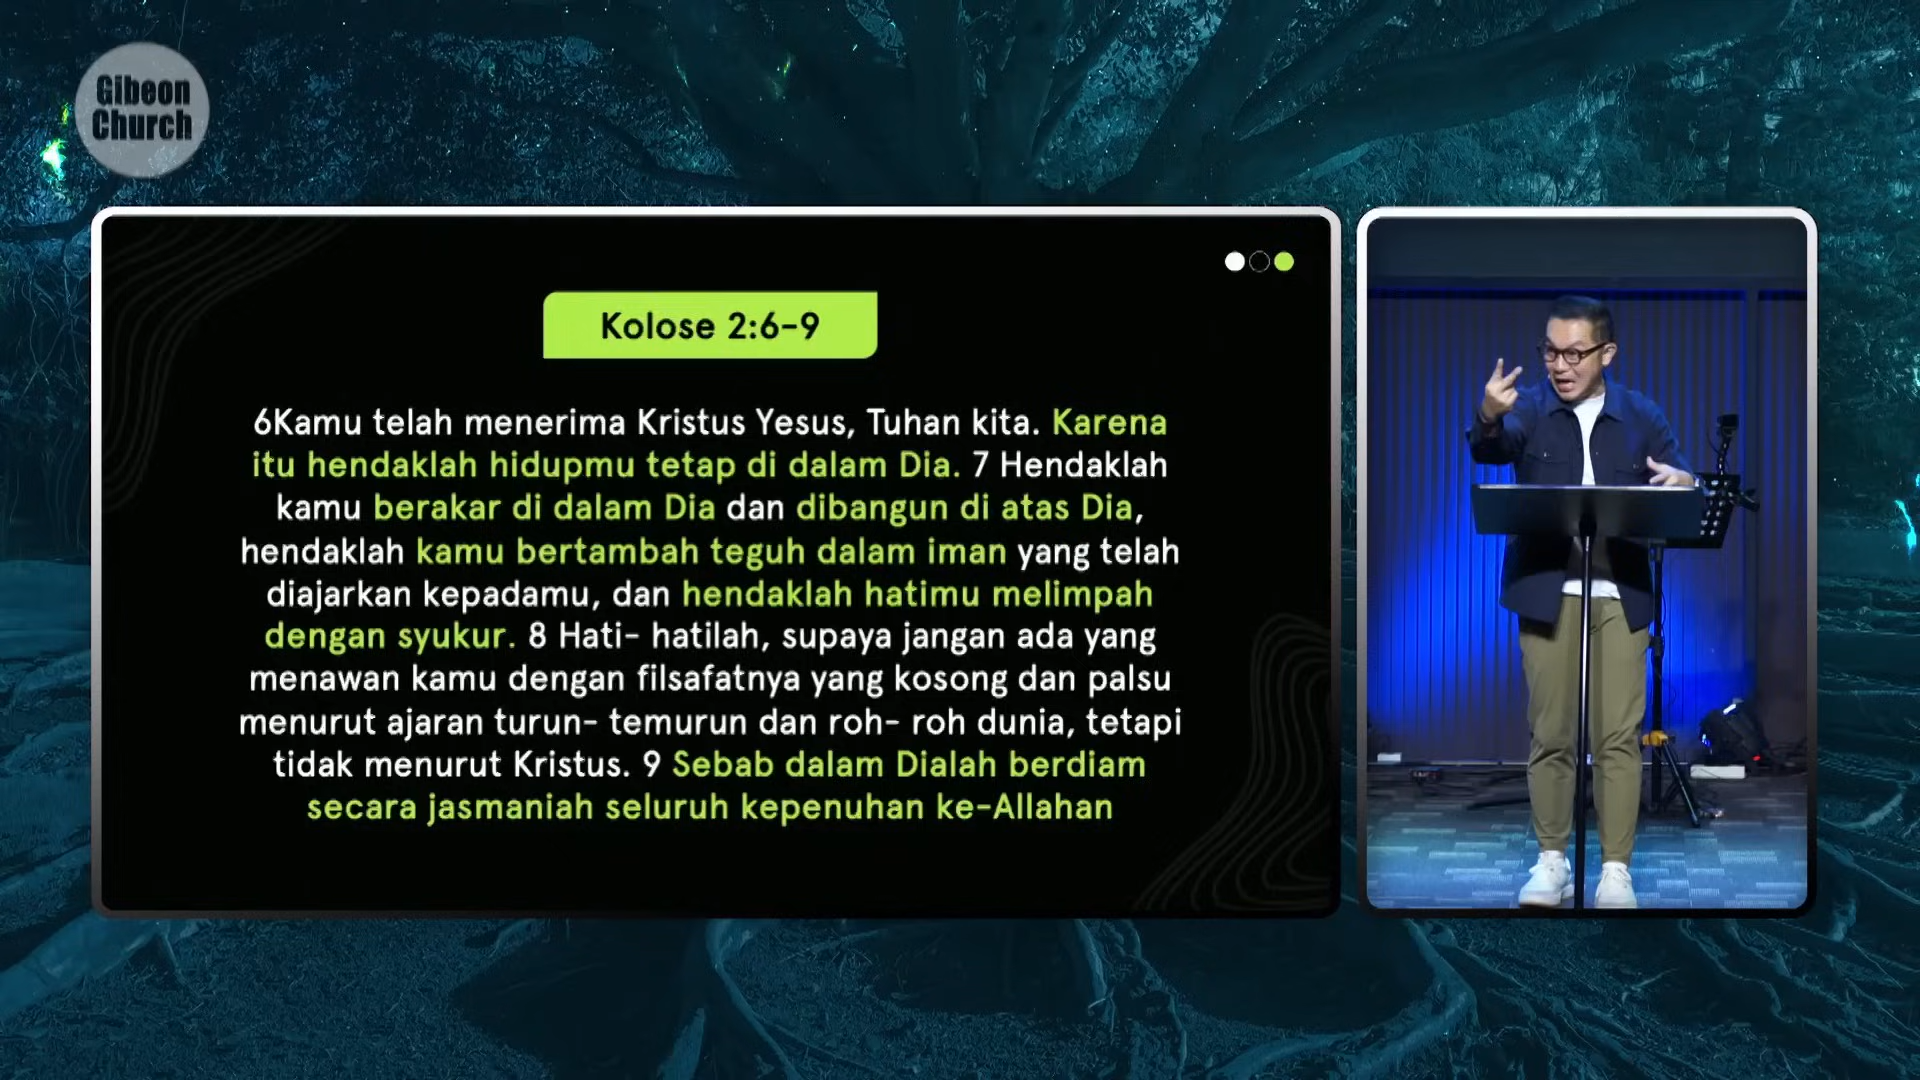 Gibeon
Church
Kolose 2:6-9
6Kamu telah menerima Kristus Yesus, Tuhan kita. Karena
itu hendaklah hidupmu tetap di dalam Dia. 7 Hendaklah
kamu berakar di dalam Dia dan dibangun di atas Dia,
hendaklah kamu bertambah teguh dalam iman yang telah
diajarkan kepadamu, dan hendaklah hatimu melimpah
dengan syukur. 8 Hati- hatilah, supaya jangan ada yang
menawan kamu dengan filsafatnya yang kosong dan palsu
menurut ajaran turun- temurun dan roh- roh dunia, tetapi
tidak menurut Kristus. 9 Sebab dalam Dialah berdiam
secara jasmaniah seluruh kepenuhan ke-Allahan